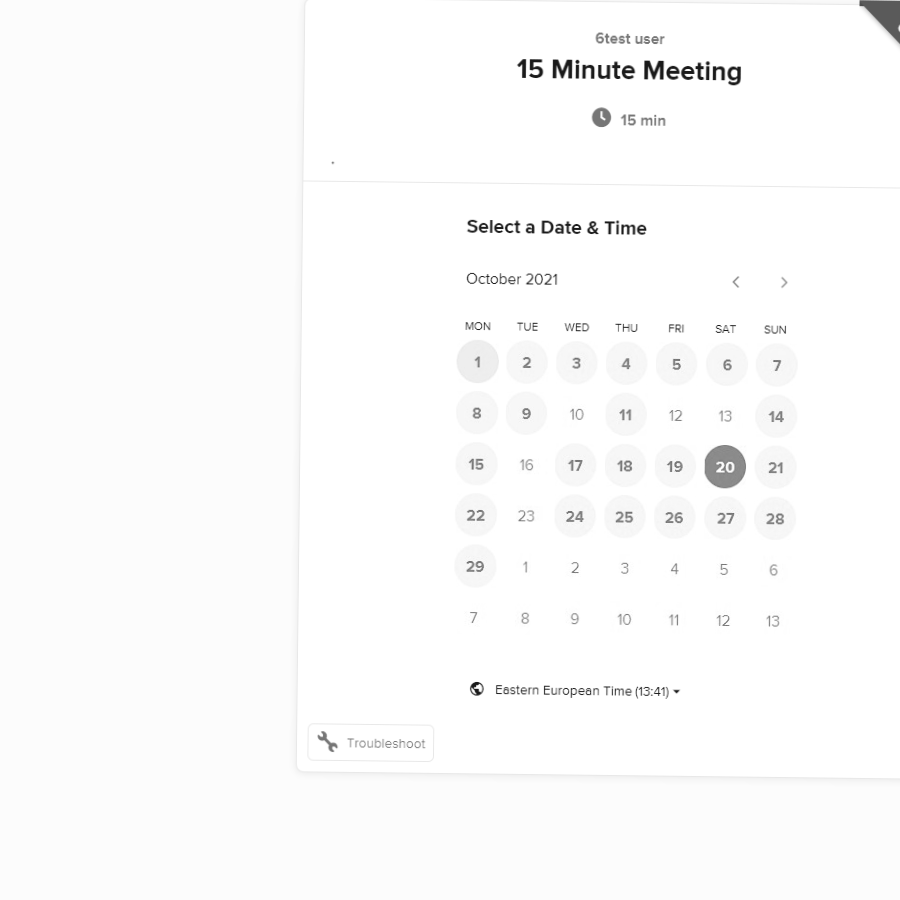 6test user
15 Minute Meeting
15 min
.
Select a Date & Time
October 2021
MON TUE WED THU FRI SAT SUN
1 2 3 4 5 6 7
8 9 10 11 12 13 14
15 16 17 18 19 20 21
22 23 24 25 26 27 28
29 1 2 3 4 5 6
7 8 9 10 11 12 13
Eastern European Time (13:41)
Troubleshoot